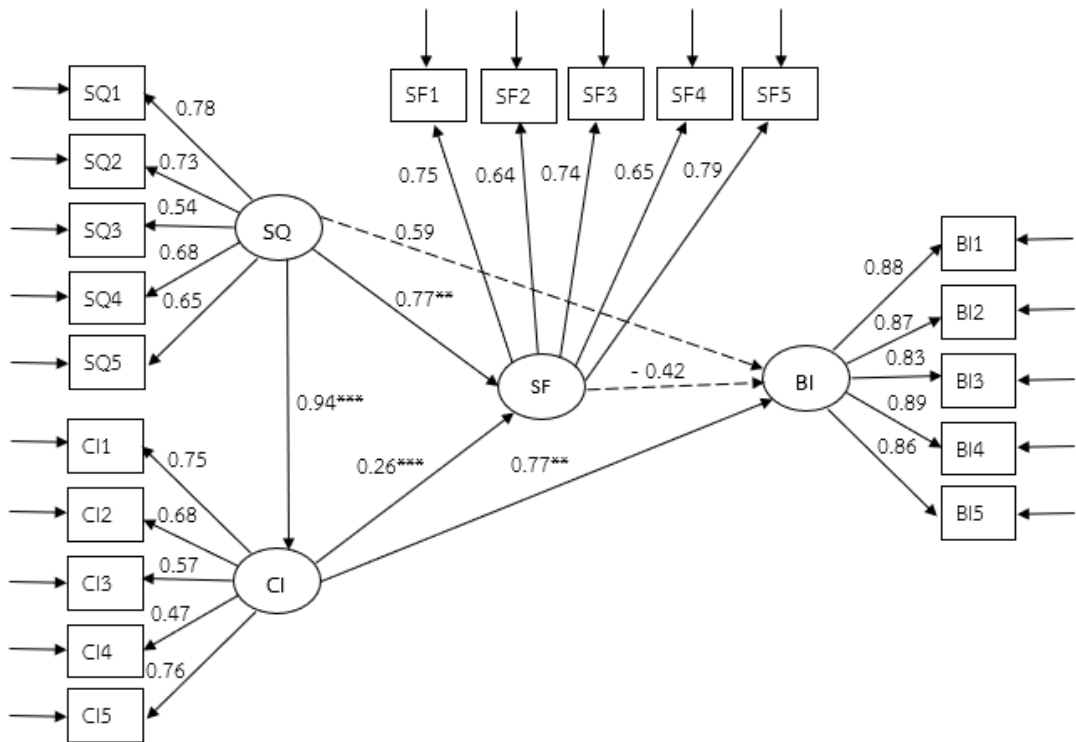 SF1
SF2
SF3
SF4
SF5
SQ1
SQ2
SQ3
SQ4
SQ5
0.78
0.73
0.54
0.68
0.65
SQ
0.75
0.64
0.74
0.65
0.79
0.59
0.77**
0.94***
SF
- 0.42
BI
0.88
0.87
0.83
0.89
0.86
BI1
BI2
BI3
BI4
BI5
0.26***
0.77**
CI1
CI2
CI3
CI4
CI5
0.75
0.68
0.57
0.47
0.76
CI